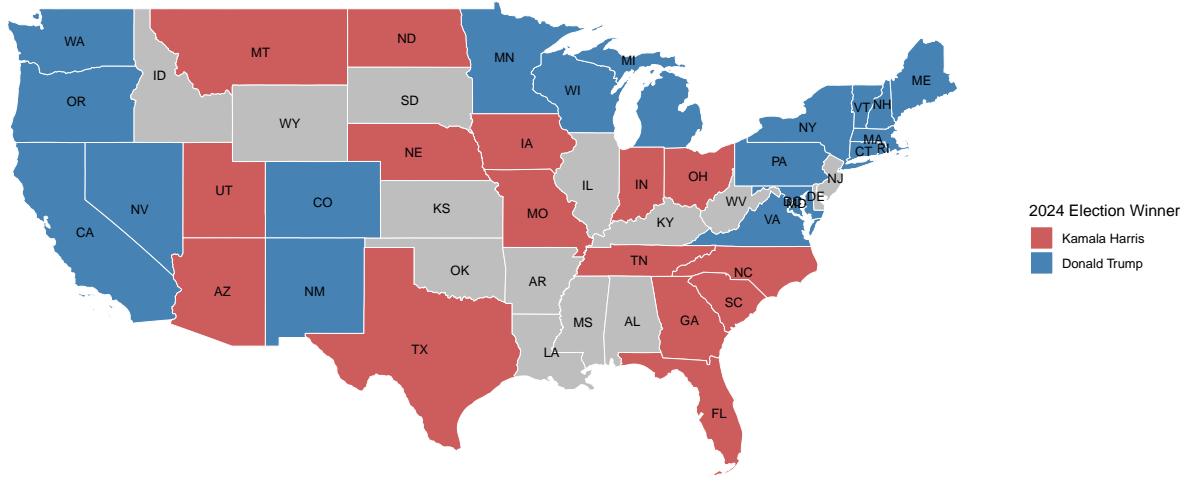 WA
MT
ND
MN
MI
ME
ID
OR
SD
WI
VT
NH
WY
NY
MA
RI
CT
IA
NE
PA
OH
NJ
IL
IN
UT
CO
DE
WV
MD
KS
MO
KY
VA
NV
CA
TN
OK
NC
AR
AZ
NM
SC
MS
AL
GA
TX
LA
FL
2024 Election Winner
Kamala Harris
Donald Trump